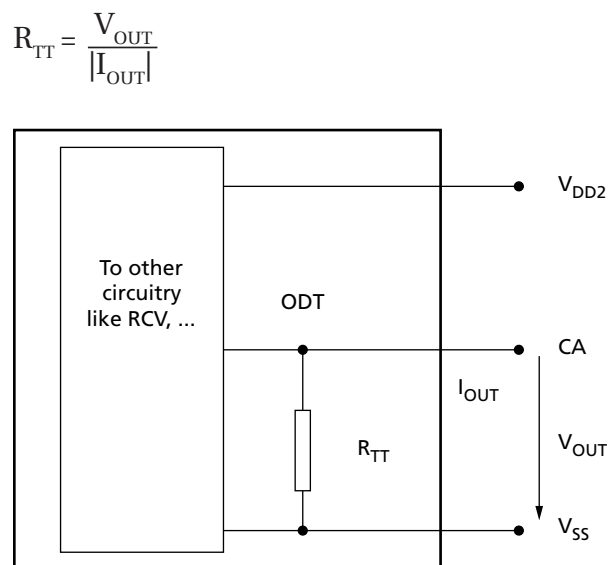 R_TT = V_OUT / |I_OUT|
V_DD2
To other
circuitry
like RCV, ...
ODT
CA
I_OUT
R_TT
V_OUT
V_SS